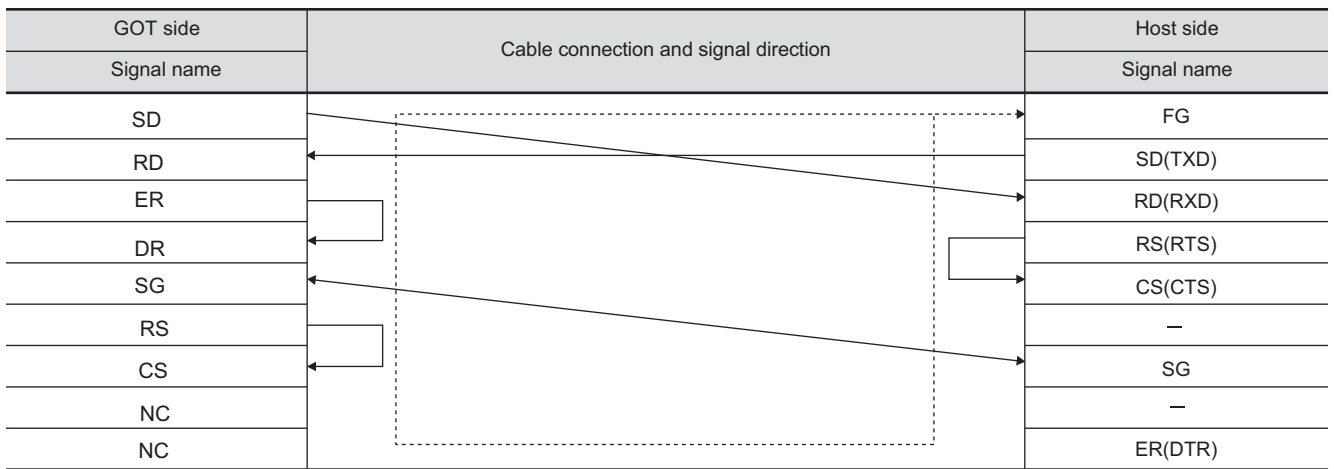 GOT side
Cable connection and signal direction
Host side
Signal name
Signal name
SD
FG
RD
SD(TXD)
ER
RD(RXD)
DR
RS(RTS)
SG
CS(CTS)
RS
–
CS
SG
NC
–
NC
ER(DTR)